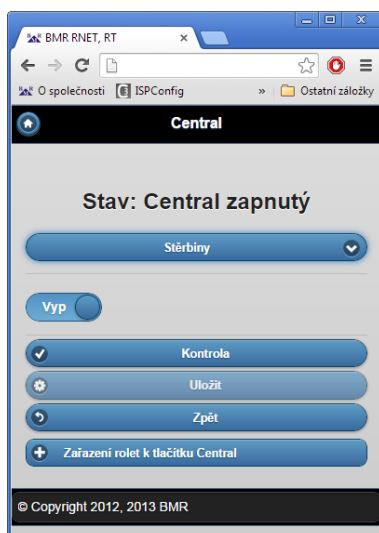 BMR RNET, RT
O společnosti ISPConfig » Ostatní záložky
Central
Stav: Central zapnutý
Stěrbiny
Vyp
Kontrola
Uložit
Zpět
Zařazení rolet k tlačítku Central
© Copyright 2012, 2013 BMR